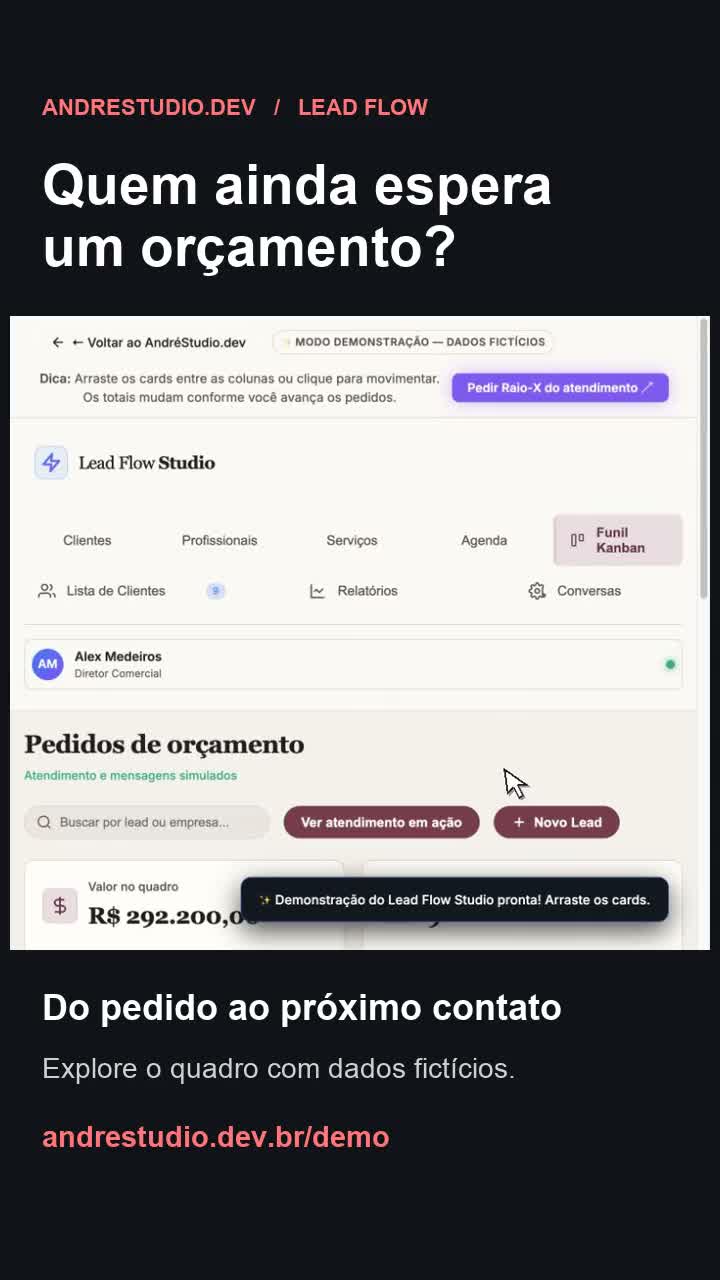 ANDRESTUDIO.DEV / LEAD FLOW
Quem ainda espera
um orçamento?
← ← Voltar ao AndréStudio.dev
✨ MODO DEMONSTRAÇÃO — DADOS FICTÍCIOS
Dica: Arraste os cards entre as colunas ou clique para movimentar.
Os totais mudam conforme você avança os pedidos.
Pedir Raio-X do atendimento ↗
Lead Flow Studio
Clientes
Profissionais
Serviços
Agenda
Funil
Kanban
Lista de Clientes
9
Relatórios
Conversas
AM
Alex Medeiros
Diretor Comercial
Pedidos de orçamento
Atendimento e mensagens simulados
Buscar por lead ou empresa...
Ver atendimento em ação
+ Novo Lead
$
Valor no quadro
R$ 292.200,0
✨ Demonstração do Lead Flow Studio pronta! Arraste os cards.
Do pedido ao próximo contato
Explore o quadro com dados fictícios.
andrestudio.dev.br/demo